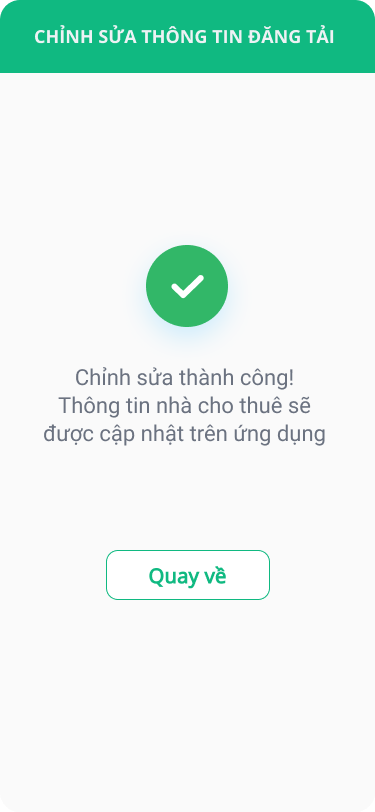 CHỈNH SỬA THÔNG TIN ĐĂNG TẢI
Chỉnh sửa thành công!
Thông tin nhà cho thuê sẽ
được cập nhật trên ứng dụng
Quay về